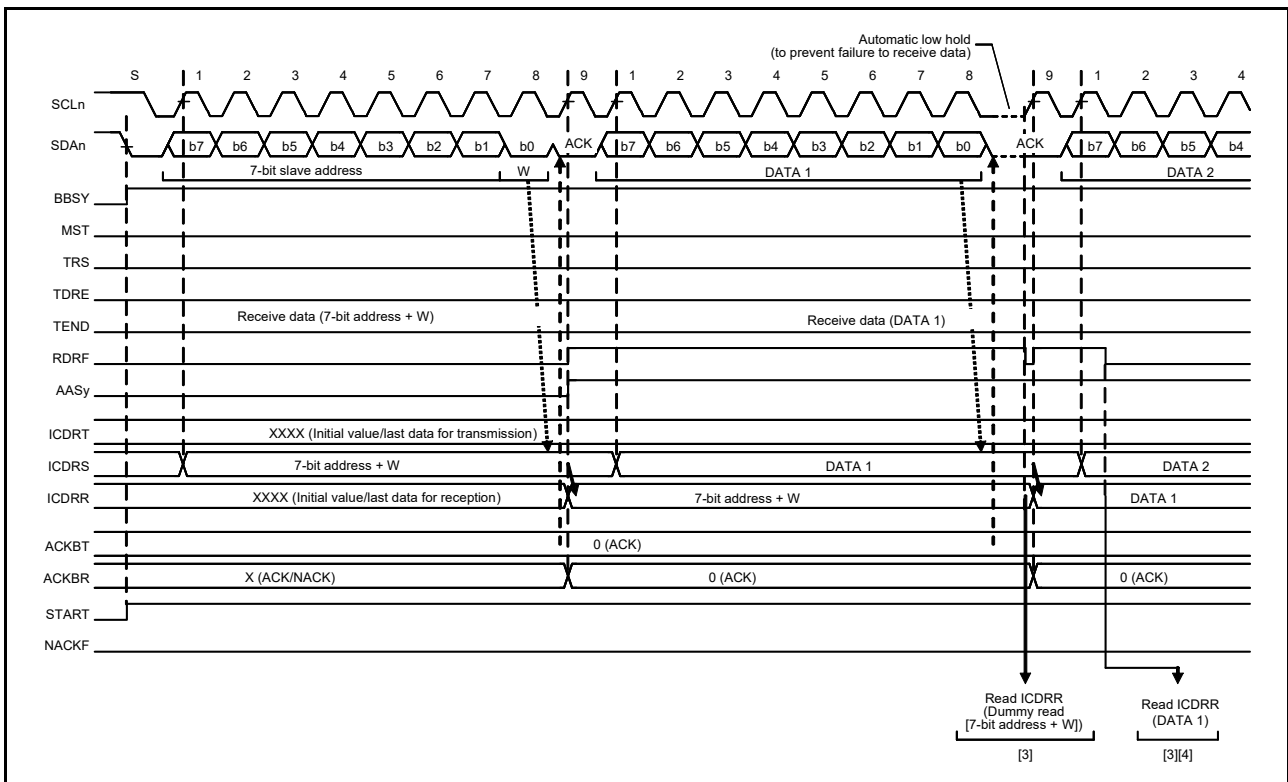 Automatic low hold
(to prevent failure to receive data)
S 1 2 3 4 5 6 7 8 9 1 2 3 4 5 6 7 8 9 1 2 3 4
SCLn
SDAn b7 b6 b5 b4 b3 b2 b1 b0 ACK b7 b6 b5 b4 b3 b2 b1 b0 ACK b7 b6 b5 b4
7-bit slave address W DATA 1 DATA 2
BBSY
MST
TRS
TDRE
TEND Receive data (7-bit address + W) Receive data (DATA 1)
RDRF
AASy
ICDRT XXXX (Initial value/last data for transmission)
ICDRS 7-bit address + W DATA 1 DATA 2
ICDRR XXXX (Initial value/last data for reception) 7-bit address + W DATA 1
ACKBT 0 (ACK)
ACKBR X (ACK/NACK) 0 (ACK) 0 (ACK)
START
NACKF
Read ICDRR
(Dummy read
[7-bit address + W])
[3]
Read ICDRR
(DATA 1)
[3][4]